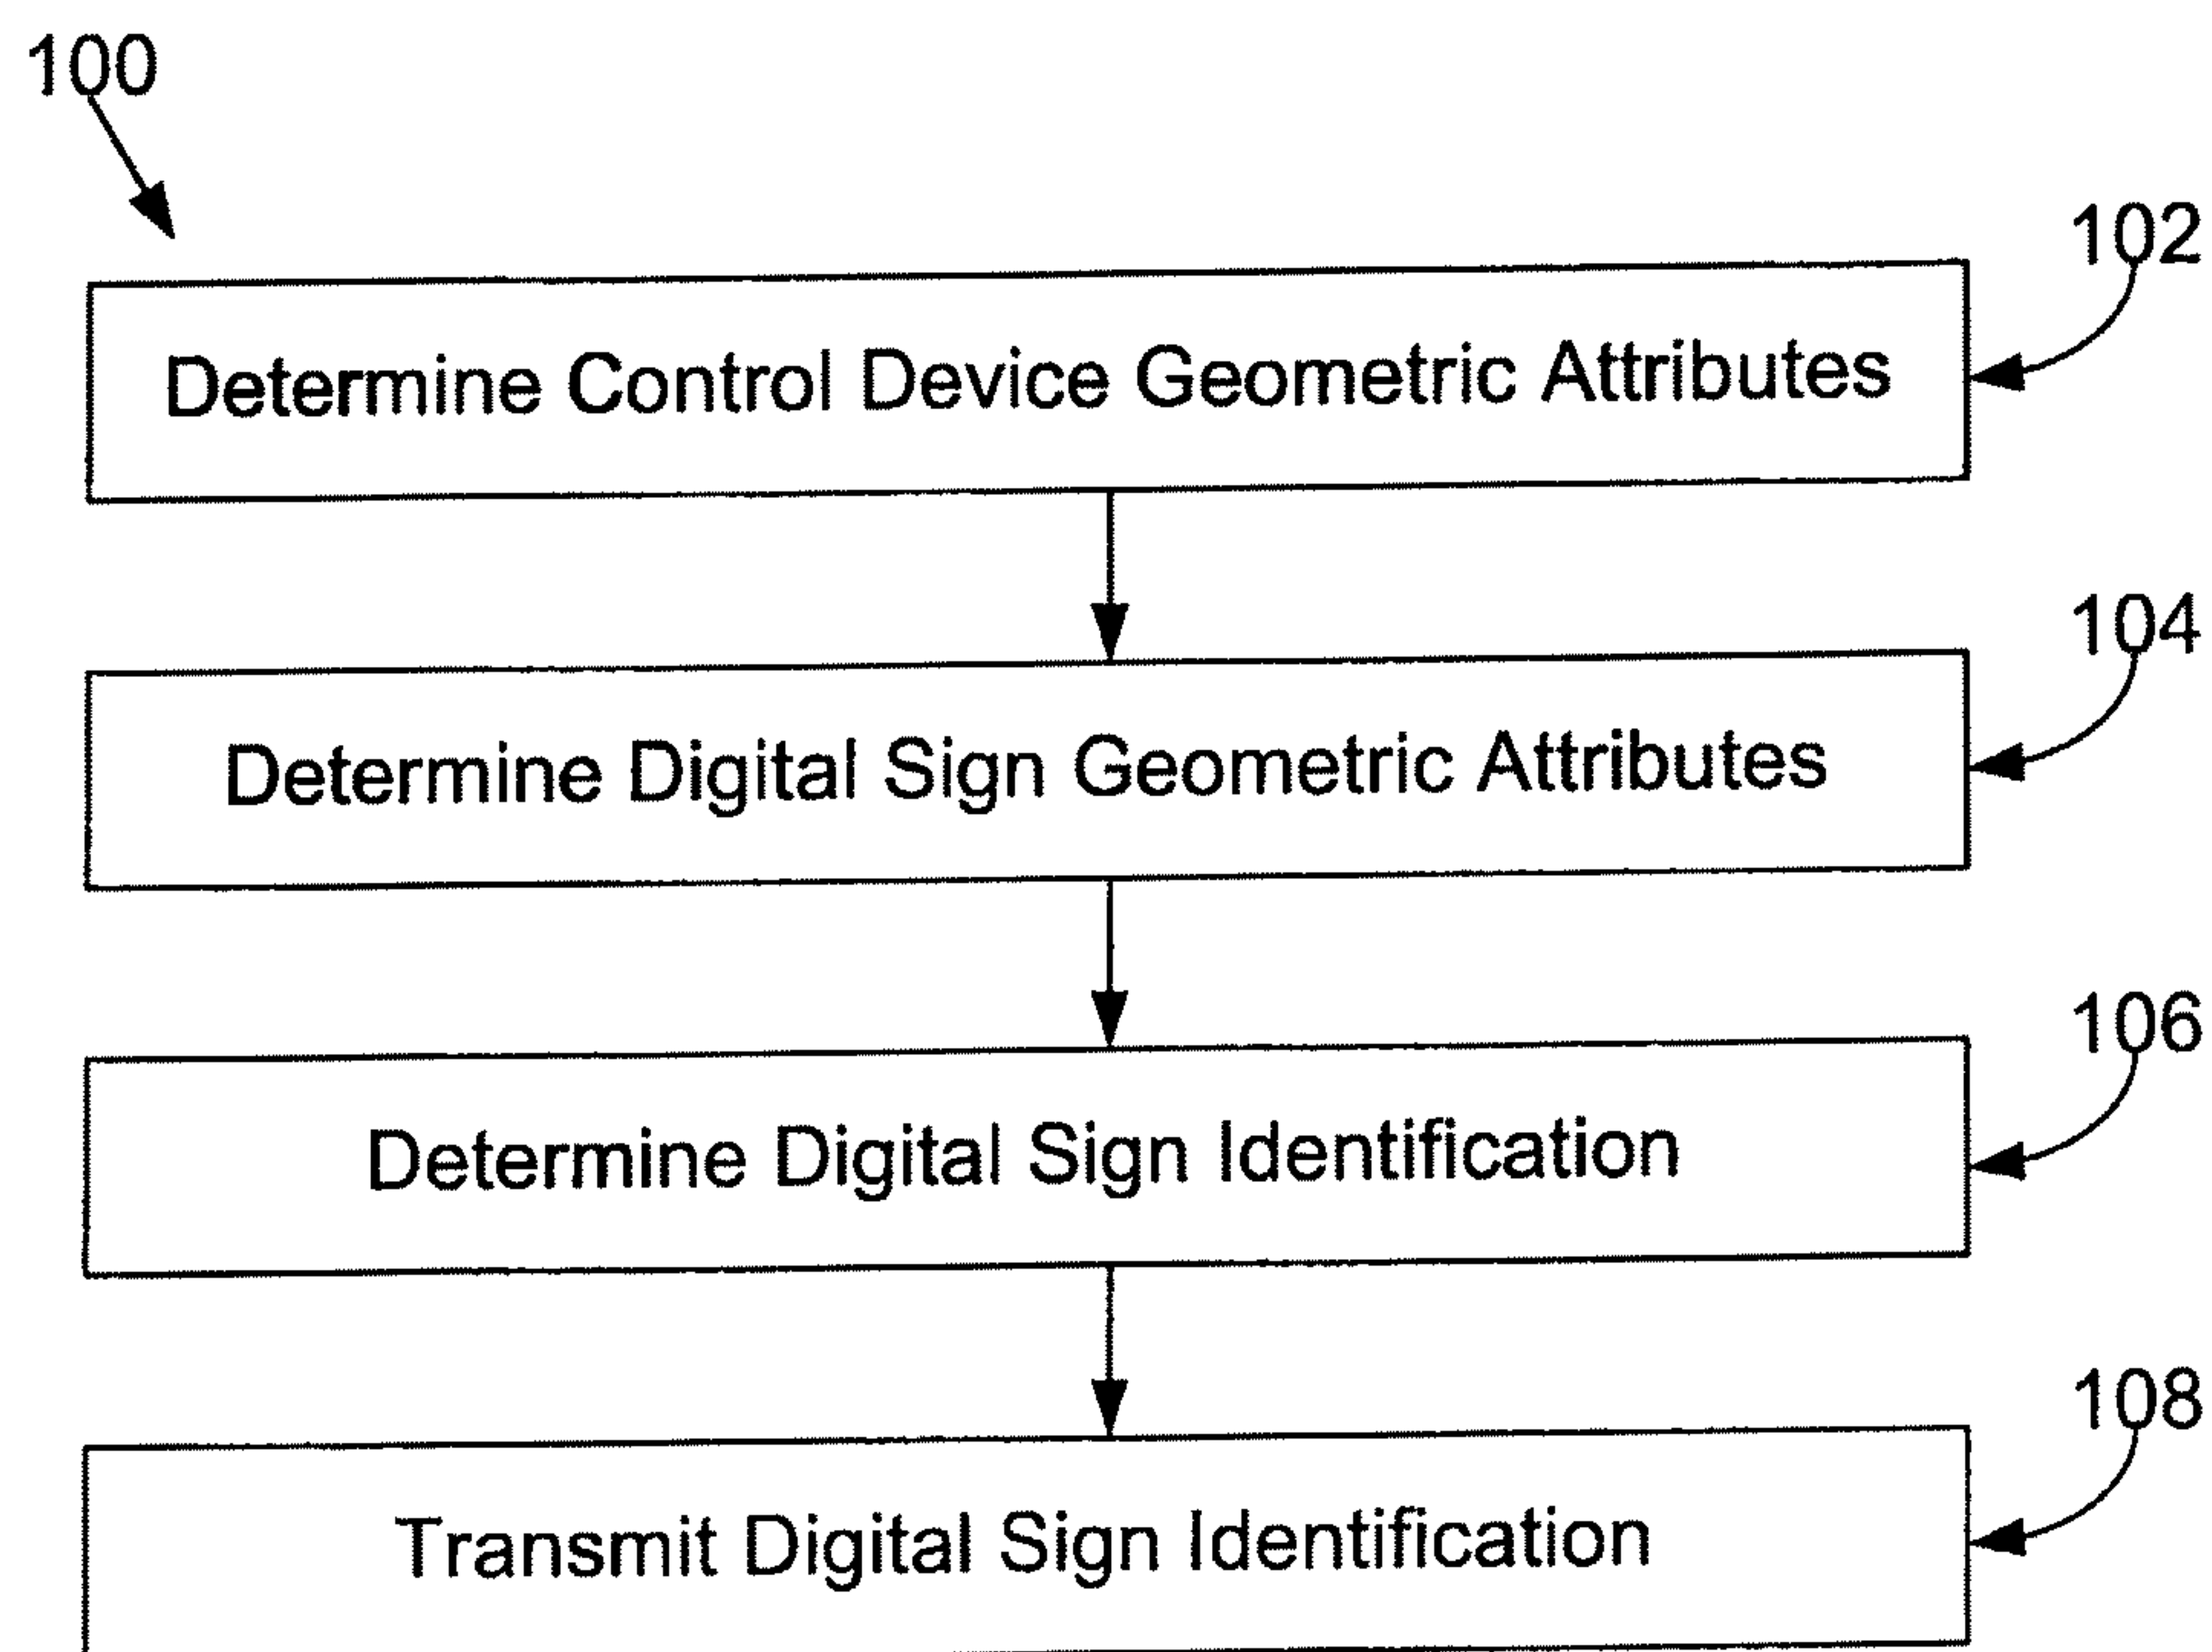 100
102
Determine Control Device Geometric Attributes
104
Determine Digital Sign Geometric Attributes
106
Determine Digital Sign Identification
108
Transmit Digital Sign Identification